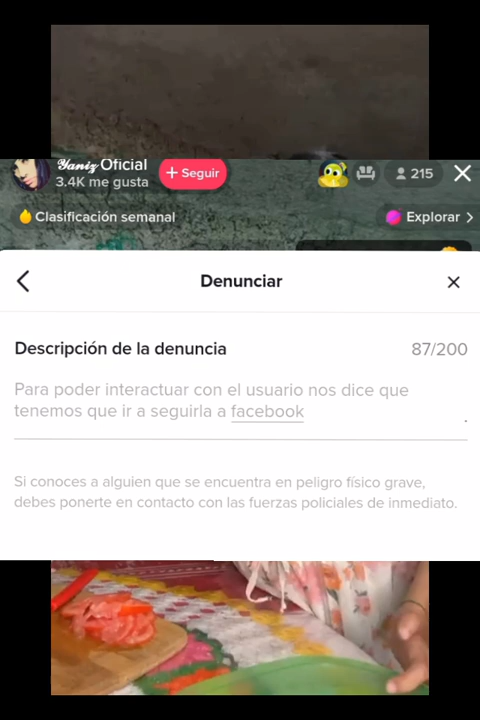 𝒴𝒶𝓃𝒾𝓏 Oficial
3.4K me gusta
+ Seguir
215
Clasificación semanal
Explorar >
Denunciar
Descripción de la denuncia
87/200
Para poder interactuar con el usuario nos dice que
tenemos que ir a seguirla a facebook .
Si conoces a alguien que se encuentra en peligro físico grave,
debes ponerte en contacto con las fuerzas policiales de inmediato.